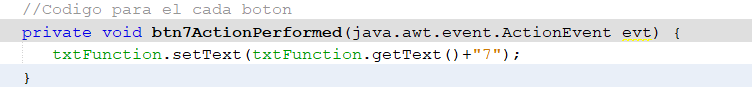 //Codigo para el cada boton
private void btn7ActionPerformed(java.awt.event.ActionEvent evt) {
    txtFunction.setText(txtFunction.getText()+"7");
}